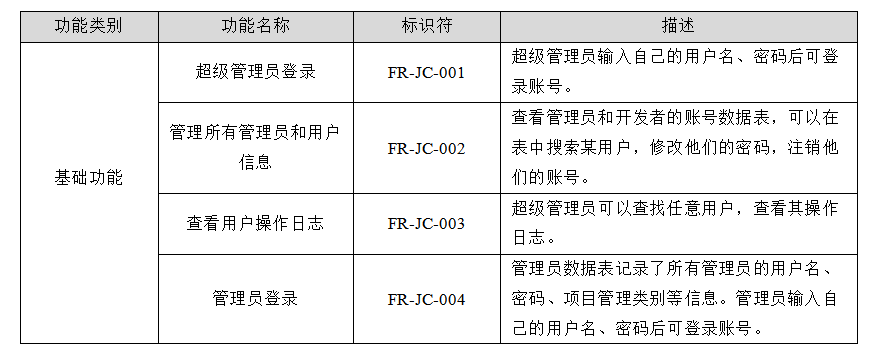 功能类别 功能名称 标识符 描述
基础功能
超级管理员登录 FR-JC-001
超级管理员输入自己的用户名、密码后可登
录账号。
管理所有管理员和用户
信息
FR-JC-002
查看管理员和开发者的账号数据表，可以在
表中搜索某用户，修改他们的密码，注销他
们的账号。
查看用户操作日志 FR-JC-003
超级管理员可以查找任意用户，查看其操作
日志。
管理员登录 FR-JC-004
管理员数据表记录了所有管理员的用户名、
密码、项目管理类别等信息。管理员输入自
己的用户名、密码后可登录账号。